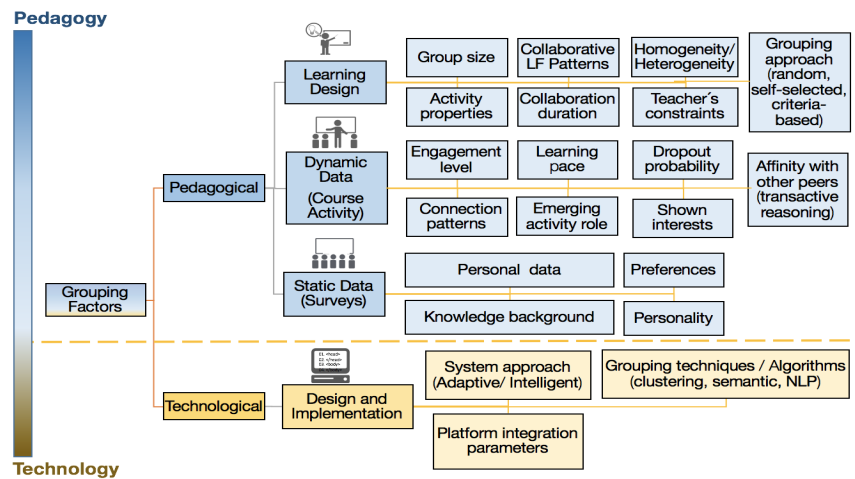 Pedagogy
Group size
Collaborative
LF Patterns
Homogeneity/
Heterogeneity
Grouping
approach
(random,
self-selected,
criteria-
based)
Learning
Design
Activity
properties
Collaboration
duration
Teacher´s
constraints
Engagement
level
Learning
pace
Dropout
probability
Affinity with
other peers
(transactive
reasoning)
Pedagogical
Dynamic
Data
(Course
Activity)
Connection
patterns
Emerging
activity role
Shown
interests
Personal data
Preferences
Grouping
Factors
Static Data
(Surveys)
Knowledge background
Personality
System approach
(Adaptive/ Intelligent)
Grouping techniques / Algorithms
(clustering, semantic, NLP)
Technological
Design and
Implementation
Platform integration
parameters
Technology